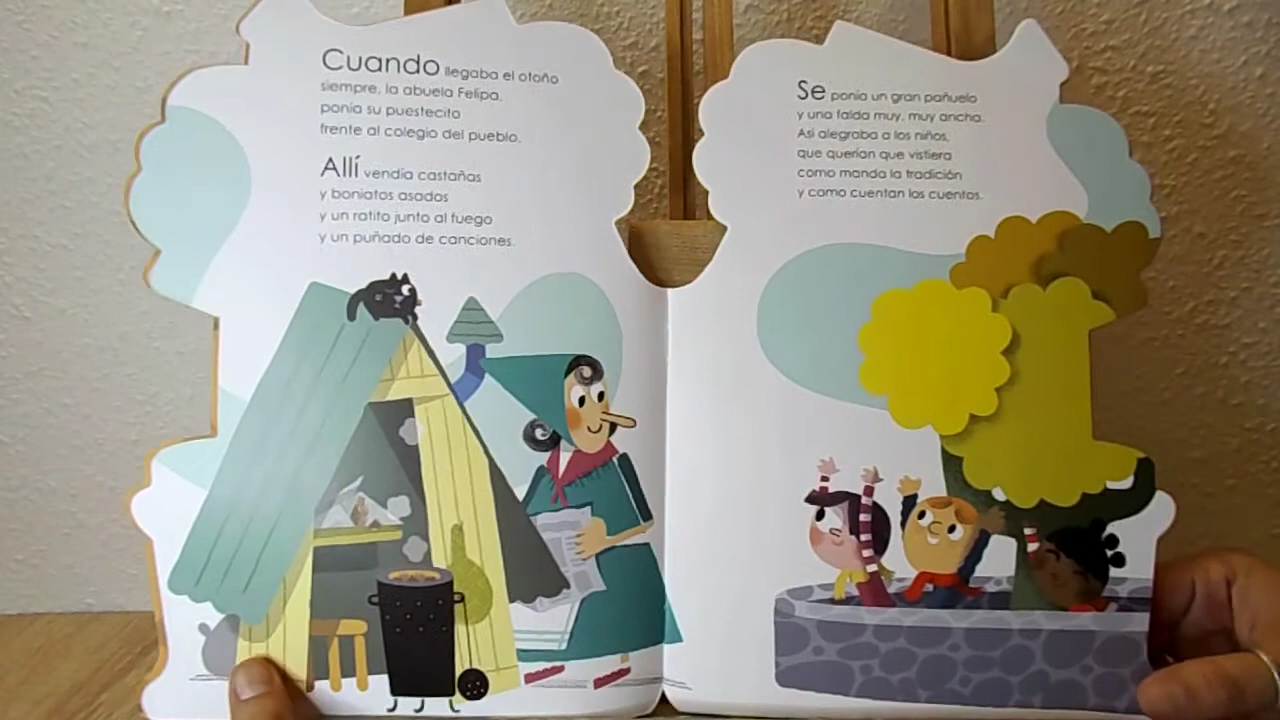 Cuando llegaba el otoño
siempre, la abuela Felipa,
ponía su puestecito
frente al colegio del pueblo.
Allí vendía castañas
y boniatos asados
y un ratito junto al fuego
y un puñado de canciones.
Se ponía un gran pañuelo
y una falda muy, muy ancha.
Así alegraba a los niños,
que querían que vistiera
como manda la tradición
y como cuentan los cuentos.